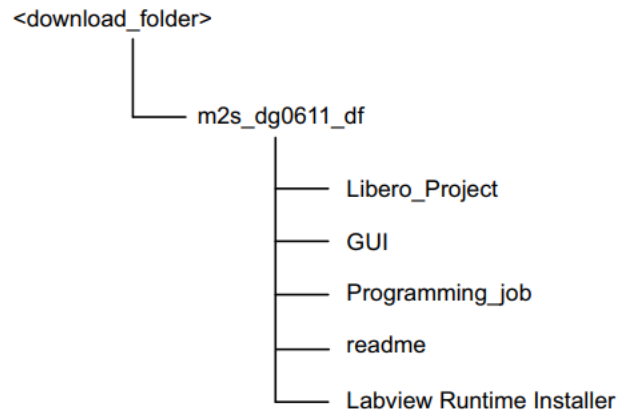 <download_folder>
m2s_dg0611_df
Libero_Project
GUI
Programming_job
readme
Labview Runtime Installer